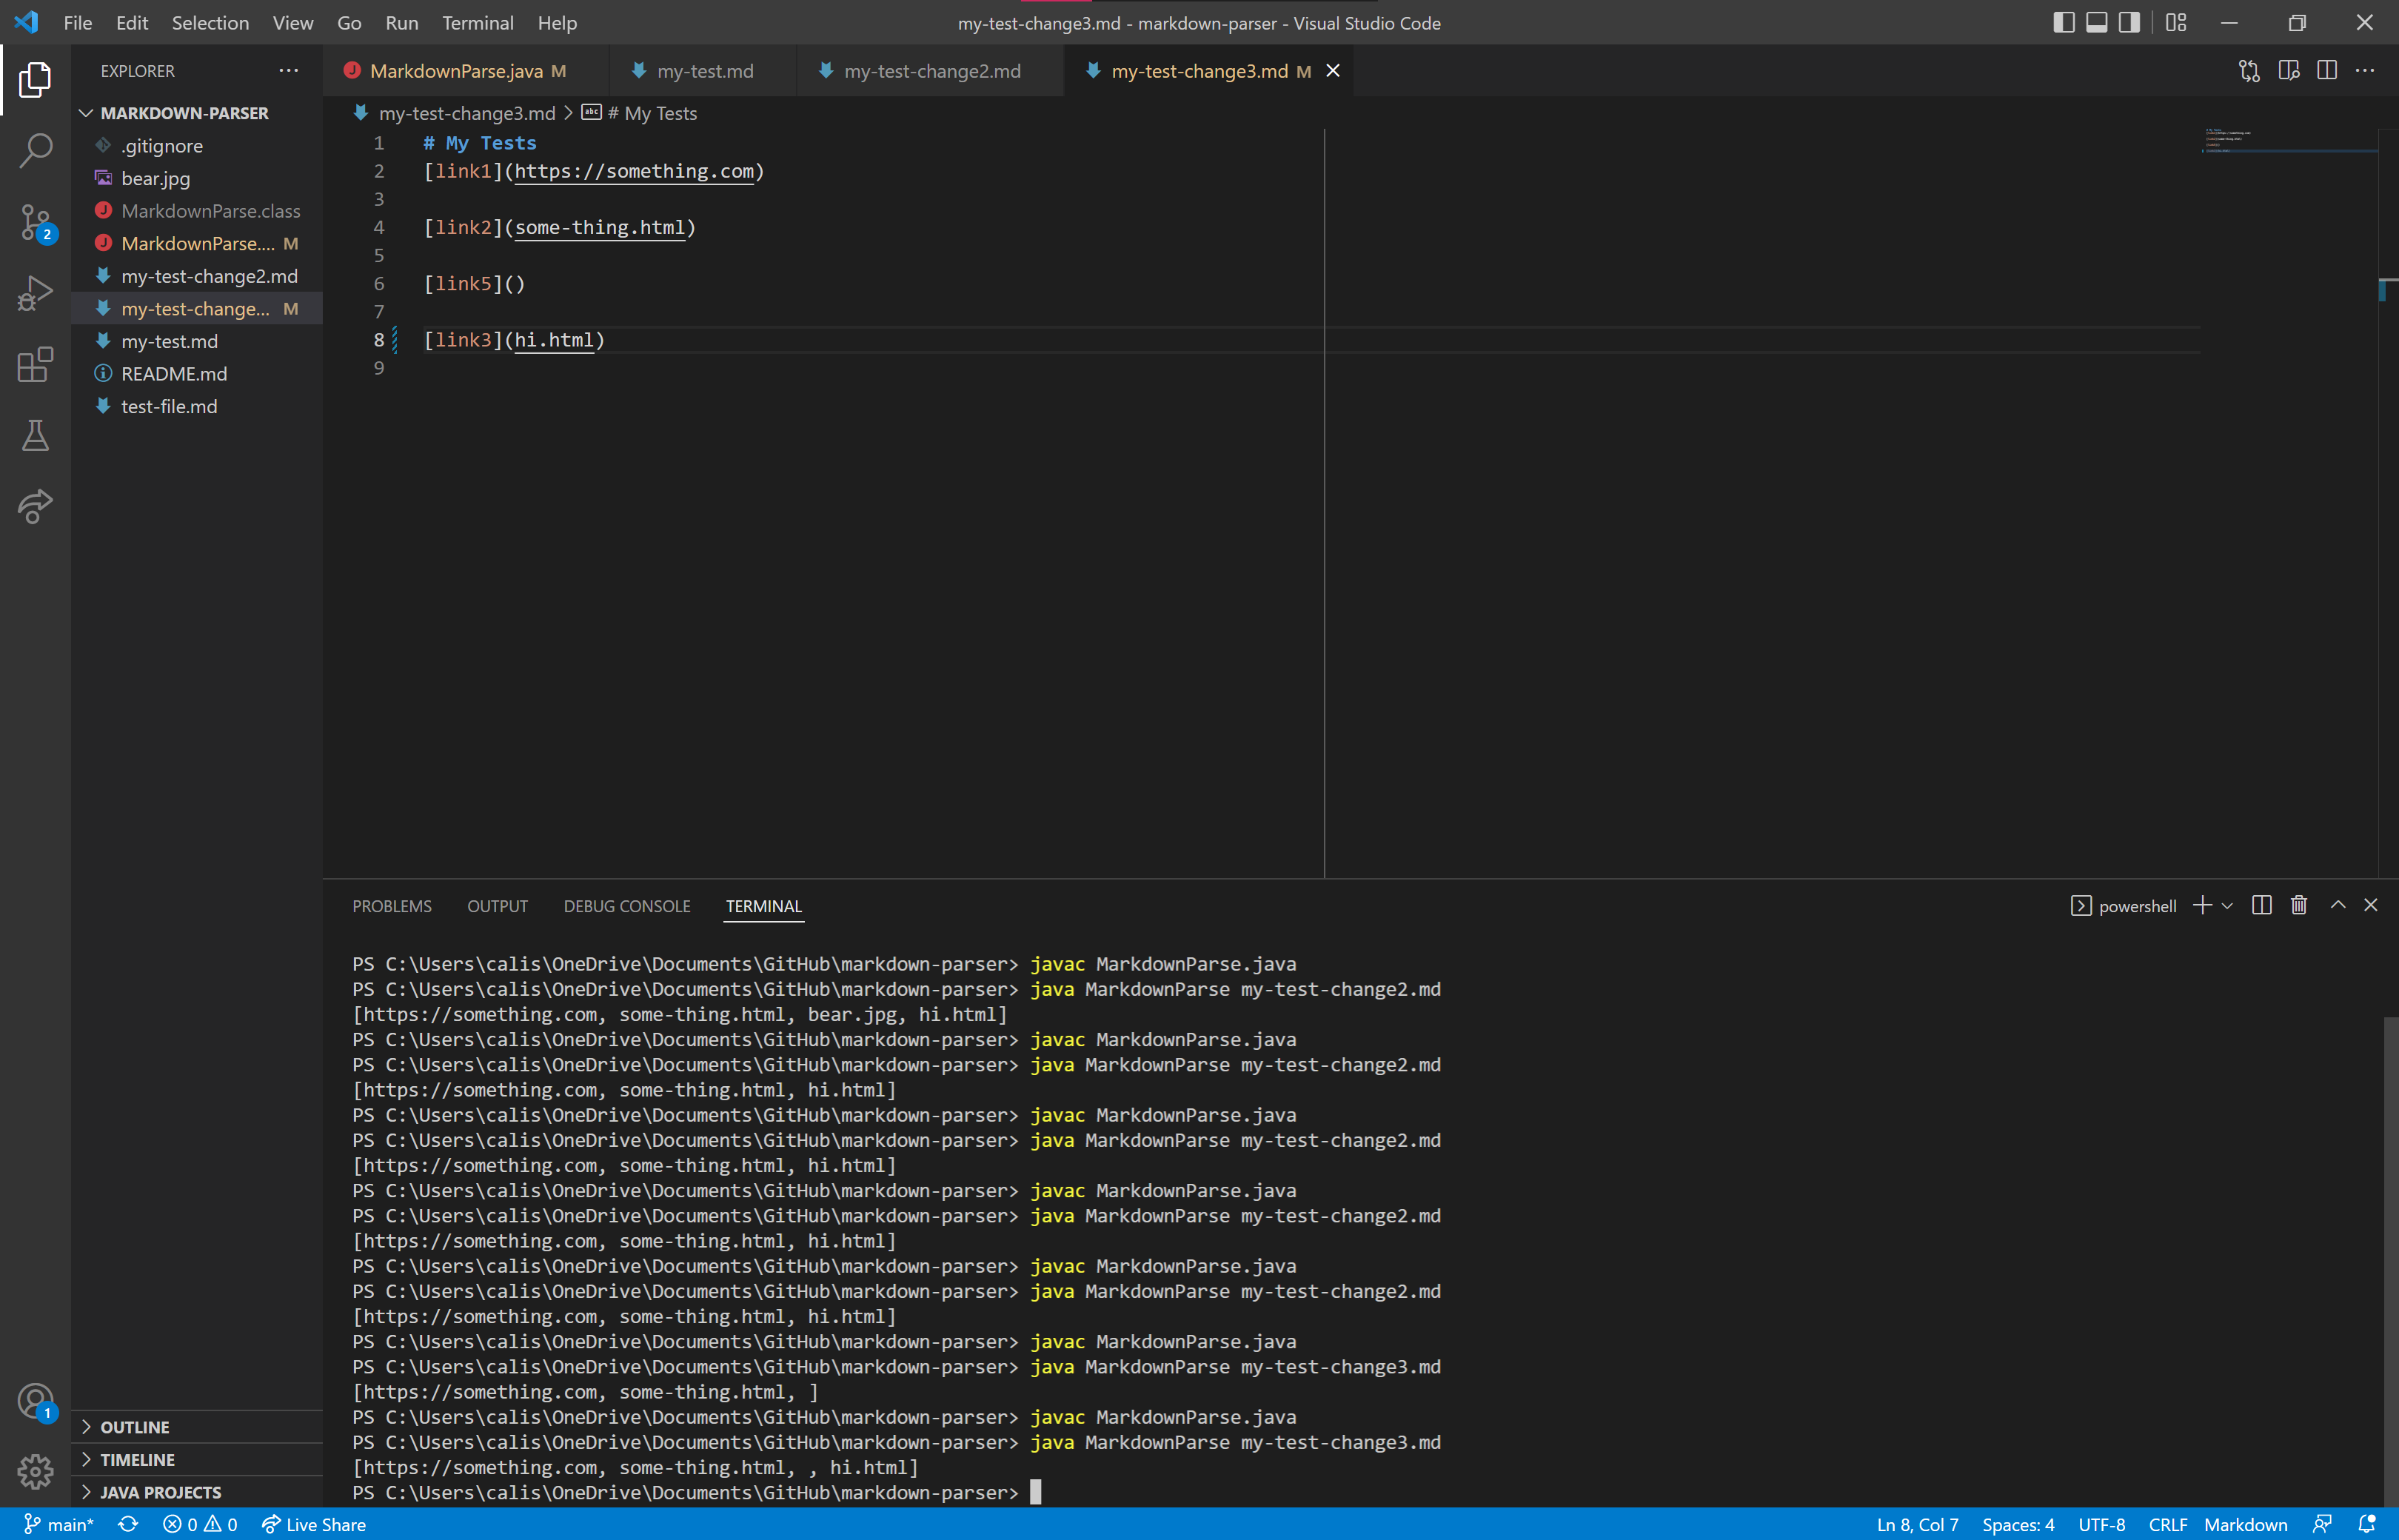 File Edit Selection View Go Run Terminal Help
my-test-change3.md - markdown-parser - Visual Studio Code
EXPLORER
MARKDOWN-PARSER
.gitignore
bear.jpg
MarkdownParse.class
MarkdownParse.... M
my-test-change2.md
my-test-change... M
my-test.md
README.md
test-file.md
2
1
OUTLINE
TIMELINE
JAVA PROJECTS
MarkdownParse.java M
my-test.md
my-test-change2.md
my-test-change3.md M
my-test-change3.md > abc # My Tests
1 # My Tests
2 [link1](https://something.com)
3
4 [link2](some-thing.html)
5
6 [link5]()
7
8 [link3](hi.html)
9
PROBLEMS OUTPUT DEBUG CONSOLE TERMINAL
powershell
PS C:\Users\calis\OneDrive\Documents\GitHub\markdown-parser> javac MarkdownParse.java
PS C:\Users\calis\OneDrive\Documents\GitHub\markdown-parser> java MarkdownParse my-test-change2.md
[https://something.com, some-thing.html, bear.jpg, hi.html]
PS C:\Users\calis\OneDrive\Documents\GitHub\markdown-parser> javac MarkdownParse.java
PS C:\Users\calis\OneDrive\Documents\GitHub\markdown-parser> java MarkdownParse my-test-change2.md
[https://something.com, some-thing.html, hi.html]
PS C:\Users\calis\OneDrive\Documents\GitHub\markdown-parser> javac MarkdownParse.java
PS C:\Users\calis\OneDrive\Documents\GitHub\markdown-parser> java MarkdownParse my-test-change2.md
[https://something.com, some-thing.html, hi.html]
PS C:\Users\calis\OneDrive\Documents\GitHub\markdown-parser> javac MarkdownParse.java
PS C:\Users\calis\OneDrive\Documents\GitHub\markdown-parser> java MarkdownParse my-test-change2.md
[https://something.com, some-thing.html, hi.html]
PS C:\Users\calis\OneDrive\Documents\GitHub\markdown-parser> javac MarkdownParse.java
PS C:\Users\calis\OneDrive\Documents\GitHub\markdown-parser> java MarkdownParse my-test-change2.md
[https://something.com, some-thing.html, hi.html]
PS C:\Users\calis\OneDrive\Documents\GitHub\markdown-parser> javac MarkdownParse.java
PS C:\Users\calis\OneDrive\Documents\GitHub\markdown-parser> java MarkdownParse my-test-change3.md
[https://something.com, some-thing.html, ]
PS C:\Users\calis\OneDrive\Documents\GitHub\markdown-parser> javac MarkdownParse.java
PS C:\Users\calis\OneDrive\Documents\GitHub\markdown-parser> java MarkdownParse my-test-change3.md
[https://something.com, some-thing.html, , hi.html]
PS C:\Users\calis\OneDrive\Documents\GitHub\markdown-parser>
main* 0 0 Live Share
Ln 8, Col 7 Spaces: 4 UTF-8 CRLF Markdown